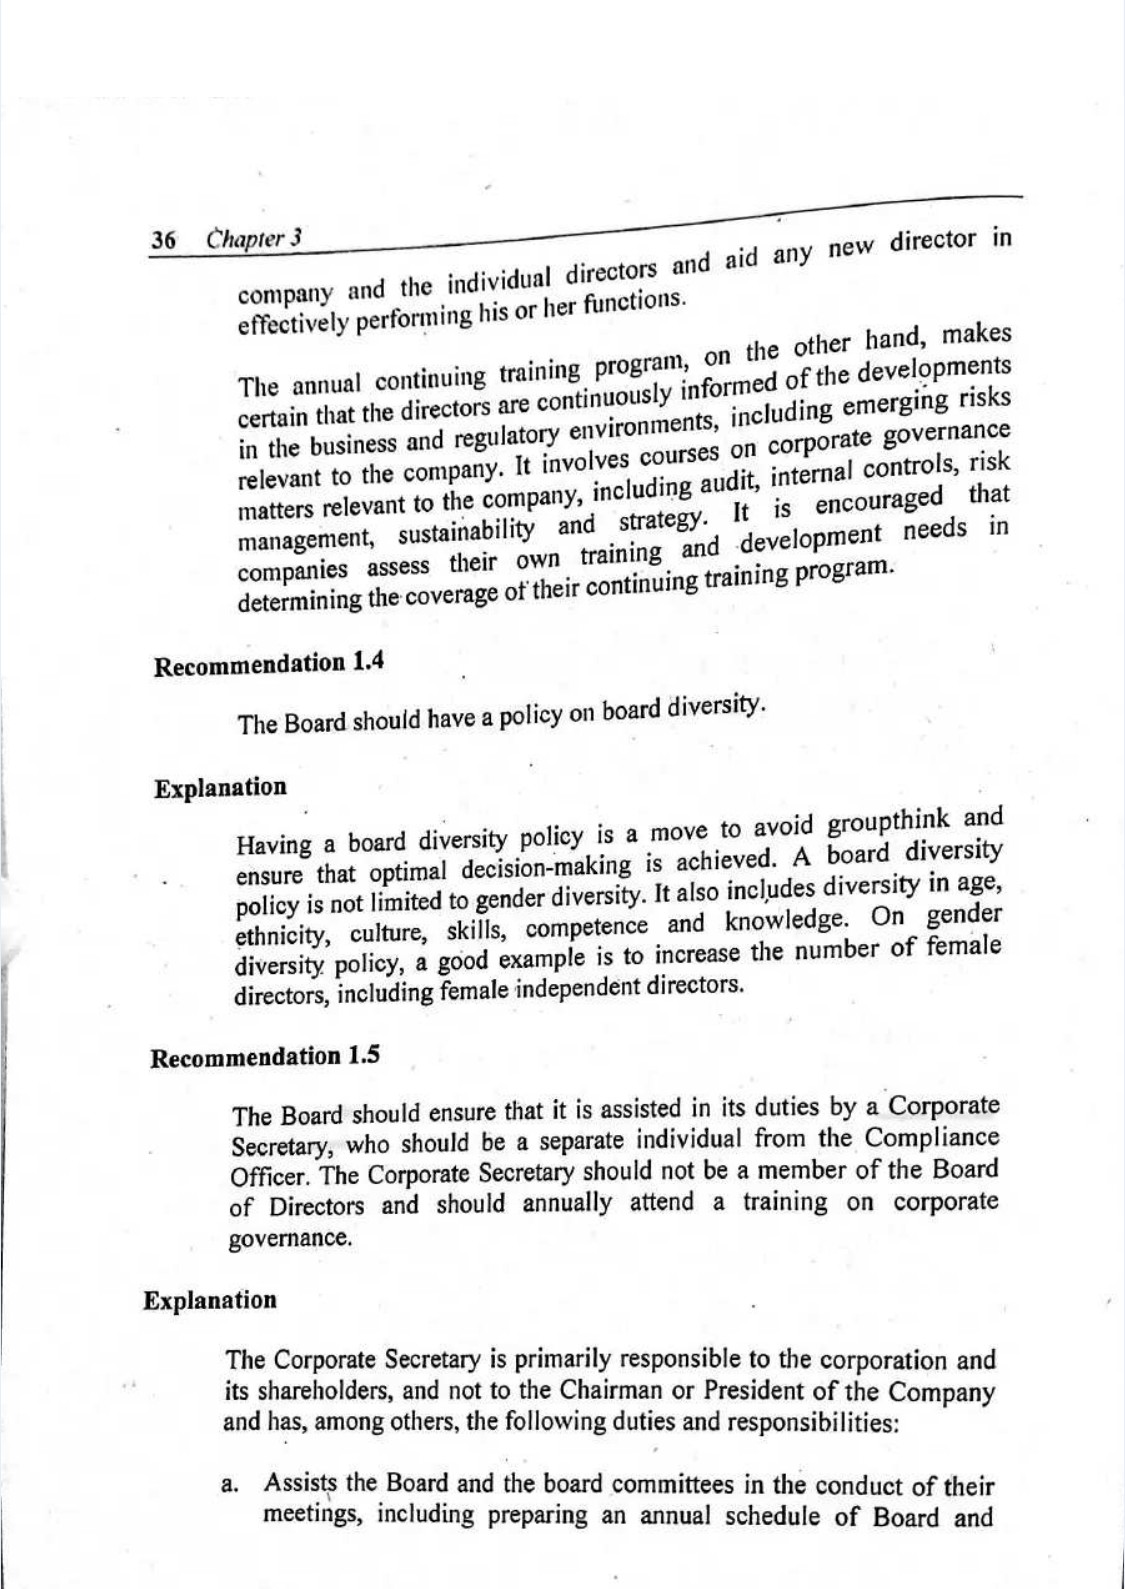 36 Chapter 3
company and the individual directors and aid any new director in
effectively performing his or her functions.
The annual continuing training program, on the other hand, makes
certain that the directors are continuously informed of the developments
in the business and regulatory environments, including emerging risks
relevant to the company. It involves courses on corporate governance
matters relevant to the company, including audit, internal controls, risk
management, sustainability and strategy. It is encouraged that
companies assess their own training and development needs in
determining the coverage of their continuing training program.
Recommendation 1.4
The Board should have a policy on board diversity.
Explanation
Having a board diversity policy is a move to avoid groupthink and
ensure that optimal decision-making is achieved. A board diversity
policy is not limited to gender diversity. It also includes diversity in age,
ethnicity, culture, skills, competence and knowledge. On gender
diversity policy, a good example is to increase the number of female
directors, including female independent directors.
Recommendation 1.5
The Board should ensure that it is assisted in its duties by a Corporate
Secretary, who should be a separate individual from the Compliance
Officer. The Corporate Secretary should not be a member of the Board
of Directors and should annually attend a training on corporate
governance.
Explanation
The Corporate Secretary is primarily responsible to the corporation and
its shareholders, and not to the Chairman or President of the Company
and has, among others, the following duties and responsibilities:
a. Assists the Board and the board committees in the conduct of their
meetings, including preparing an annual schedule of Board and